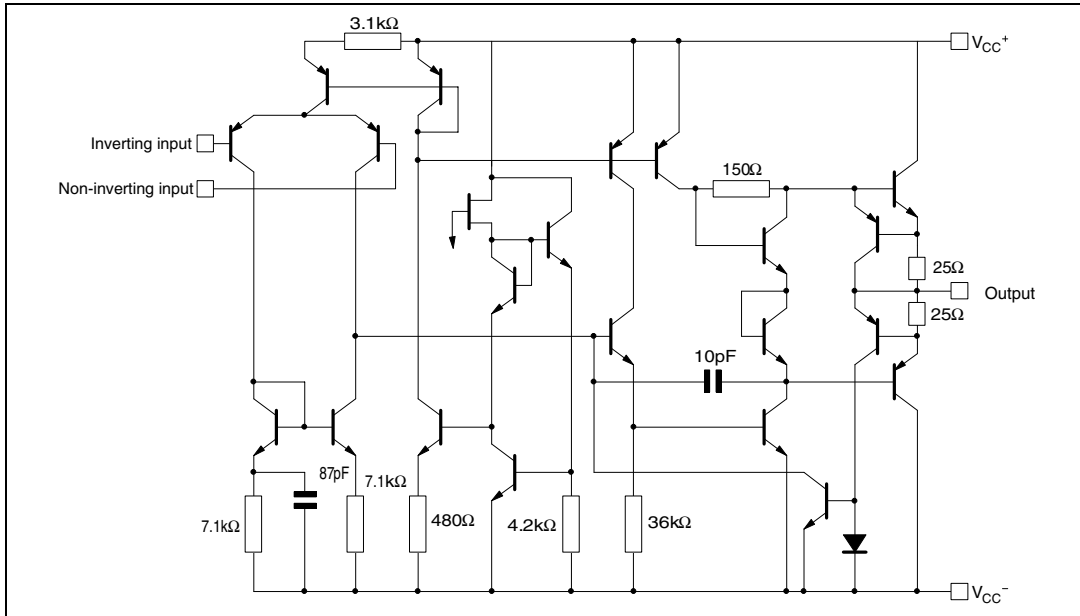 3.1kΩ
V_CC⁺
Inverting input
Non-inverting input
150Ω
25Ω
Output
25Ω
10pF
87pF
7.1kΩ
7.1kΩ
480Ω
4.2kΩ
36kΩ
V_CC⁻